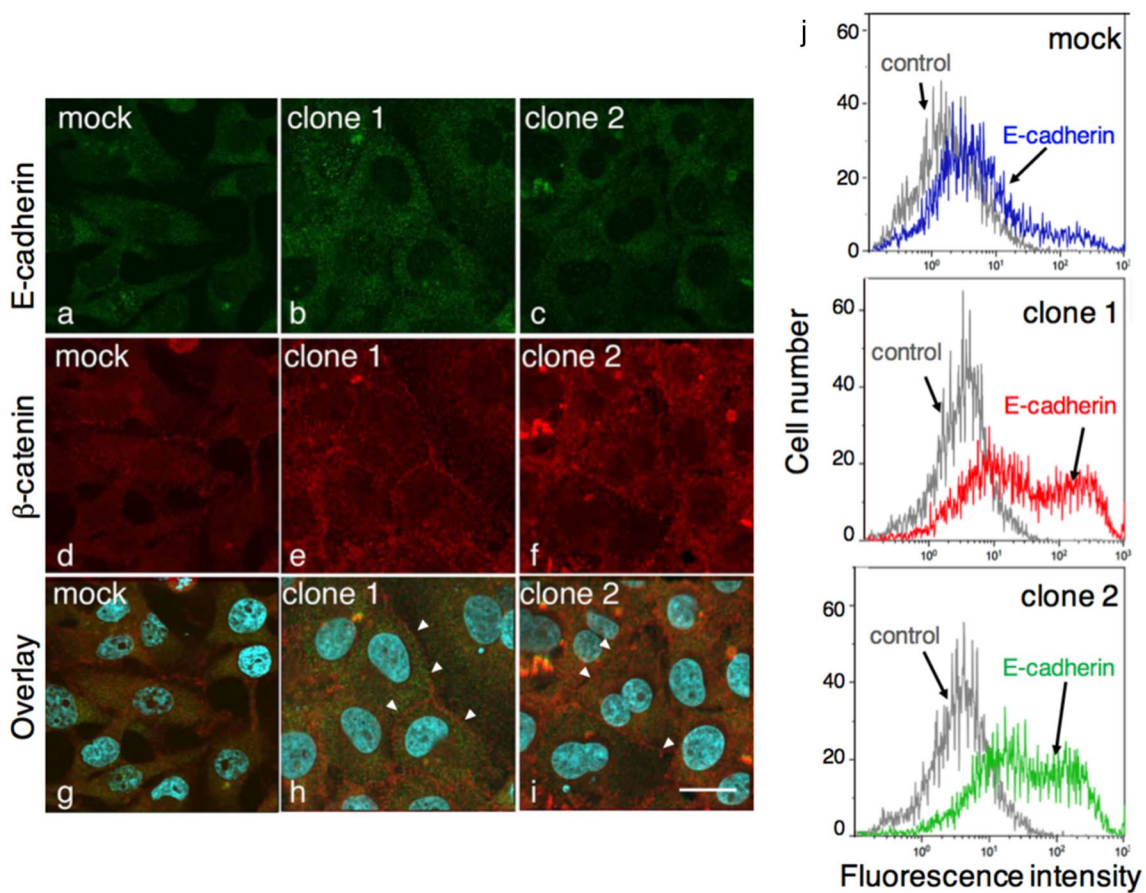 mock
clone 1
clone 2
E-cadherin
a
b
c
mock
clone 1
clone 2
β-catenin
d
e
f
mock
clone 1
clone 2
Overlay
g
h
i
j
mock
control
E-cadherin
60
40
20
0
10⁰
10¹
10²
clone 1
control
E-cadherin
60
40
20
0
10⁰
10¹
10²
10³
clone 2
control
E-cadherin
60
40
20
0
10⁰
10¹
10²
Cell number
Fluorescence intensity